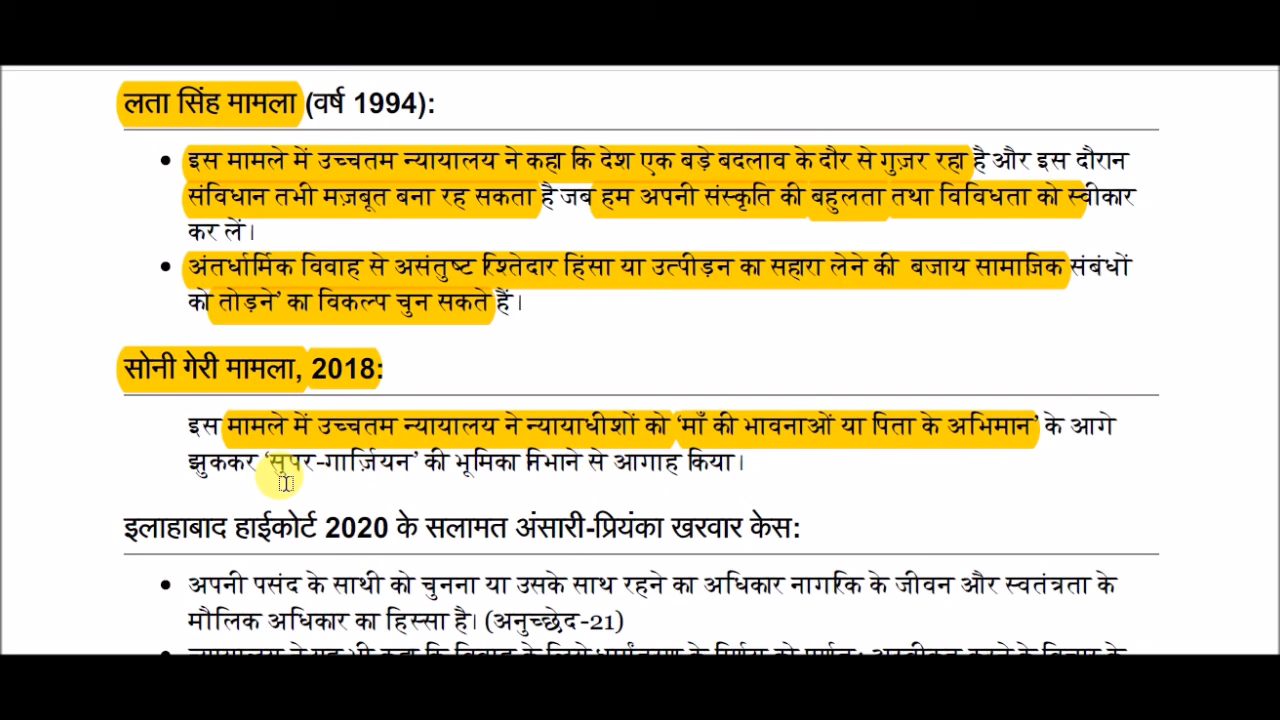 लता सिंह मामला (वर्ष 1994):
इस मामले में उच्चतम न्यायालय ने कहा कि देश एक बड़े बदलाव के दौर से गुज़र रहा है और इस दौरान
संविधान तभी मज़बूत बना रह सकता है जब हम अपनी संस्कृति की बहुलता तथा विविधता को स्वीकार
कर लें।
अंतर्धार्मिक विवाह से असंतुष्ट रिश्तेदार हिंसा या उत्पीड़न का सहारा लेने की बजाय सामाजिक संबंधों
को तोड़ने’ का विकल्प चुन सकते हैं।
सोनी गेरी मामला, 2018:
इस मामले में उच्चतम न्यायालय ने न्यायाधीशों को ‘माँ की भावनाओं या पिता के अभिमान’ के आगे
झुककर ‘सुपर-गार्ज़ियन’ की भूमिका निभाने से आगाह किया।
इलाहाबाद हाईकोर्ट 2020 के सलामत अंसारी-प्रियंका खरवार केस:
अपनी पसंद के साथी को चुनना या उसके साथ रहने का अधिकार नागरिक के जीवन और स्वतंत्रता के
मौलिक अधिकार का हिस्सा है। (अनुच्छेद-21)